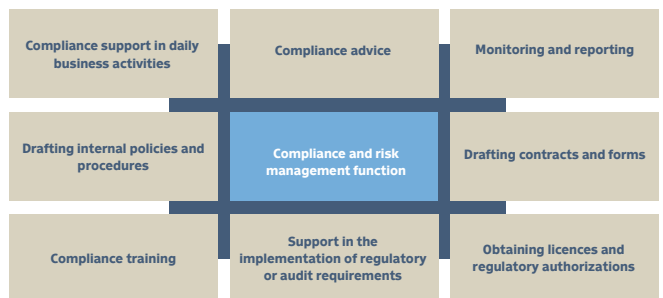 Compliance support in daily
business activities
Compliance advice
Monitoring and reporting
Drafting internal policies and
procedures
Compliance and risk
management function
Drafting contracts and forms
Compliance training
Support in the
implementation of regulatory
or audit requirements
Obtaining licences and
regulatory authorizations